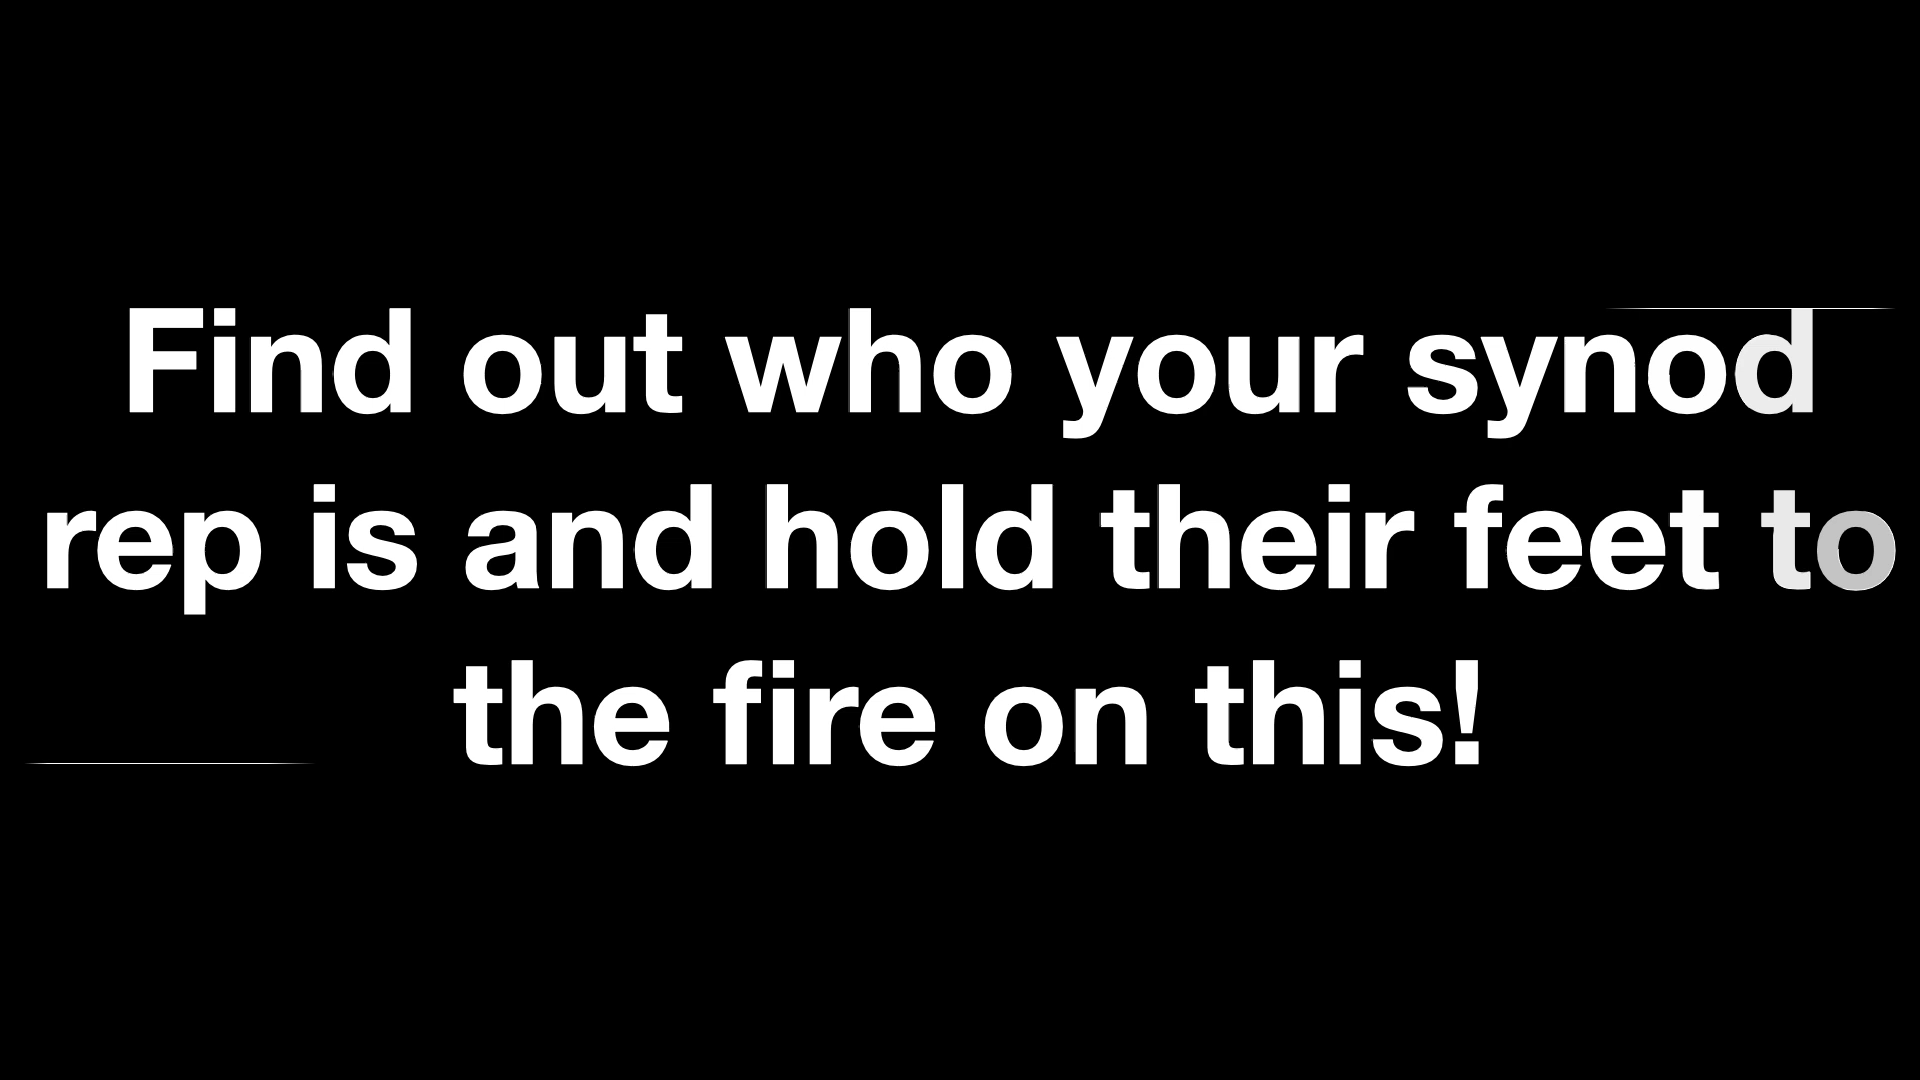 Find out who your synod
rep is and hold their feet to
the fire on this!